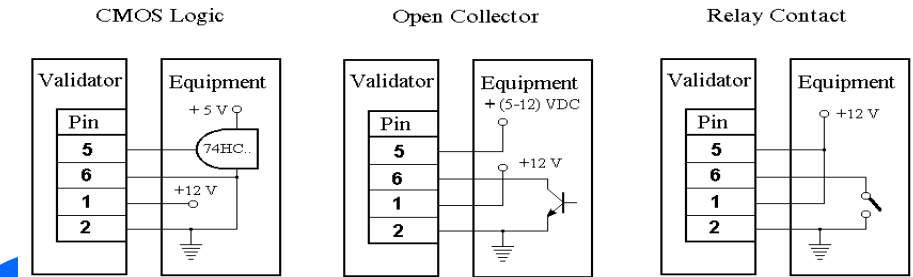 CMOS Logic
Validator
Equipment
+ 5 V
Pin
5
74HC..
6
+12 V
1
2
Open Collector
Validator
Equipment
+ (5-12) VDC
Pin
5
+12 V
6
1
2
Relay Contact
Validator
Equipment
+12 V
Pin
5
6
1
2